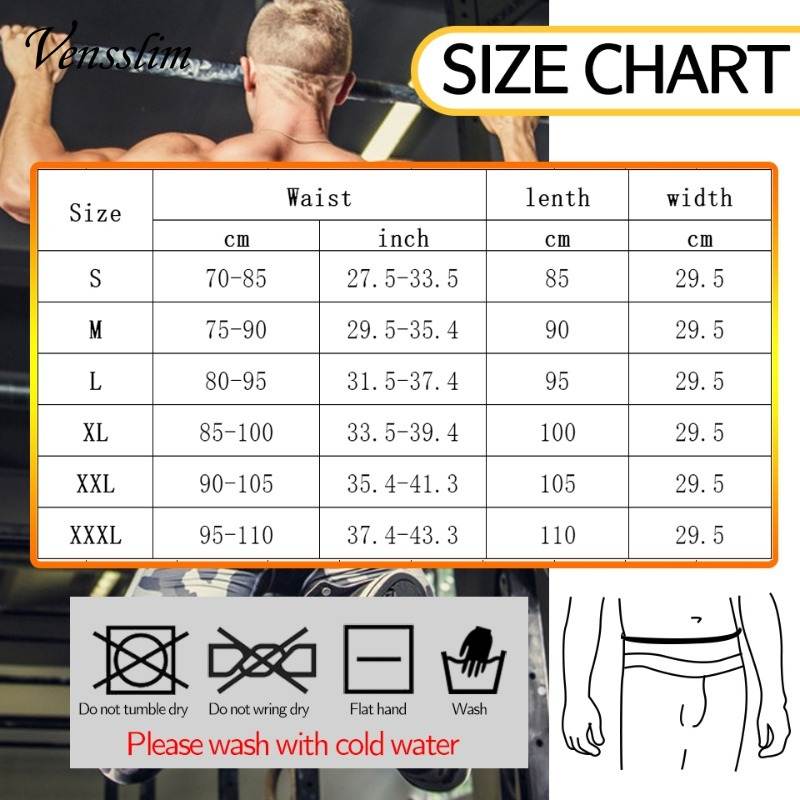 Vensslim
SIZE CHART
Size Waist lenth width
cm inch cm cm
S 70-85 27.5-33.5 85 29.5
M 75-90 29.5-35.4 90 29.5
L 80-95 31.5-37.4 95 29.5
XL 85-100 33.5-39.4 100 29.5
XXL 90-105 35.4-41.3 105 29.5
XXXL 95-110 37.4-43.3 110 29.5
Do not tumble dry Do not wring dry Flat hand Wash
Please wash with cold water